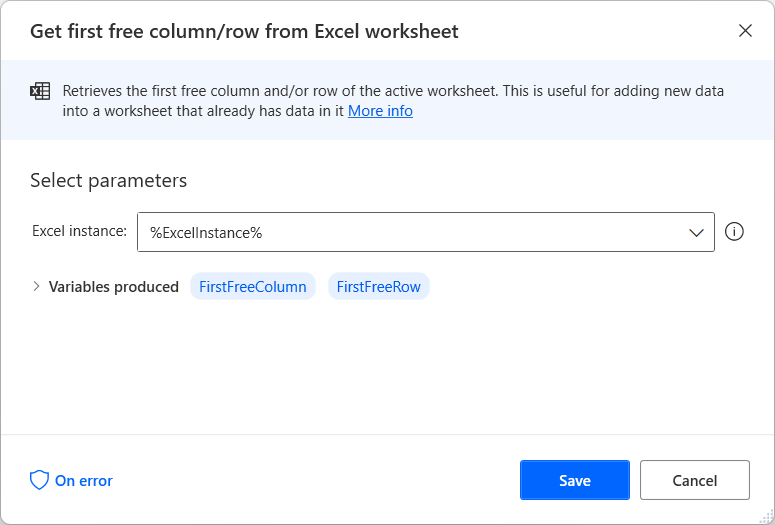 Get first free column/row from Excel worksheet
Retrieves the first free column and/or row of the active worksheet. This is useful for adding new data
into a worksheet that already has data in it More info
Select parameters
Excel instance: %ExcelInstance%
Variables produced FirstFreeColumn FirstFreeRow
On error Save Cancel